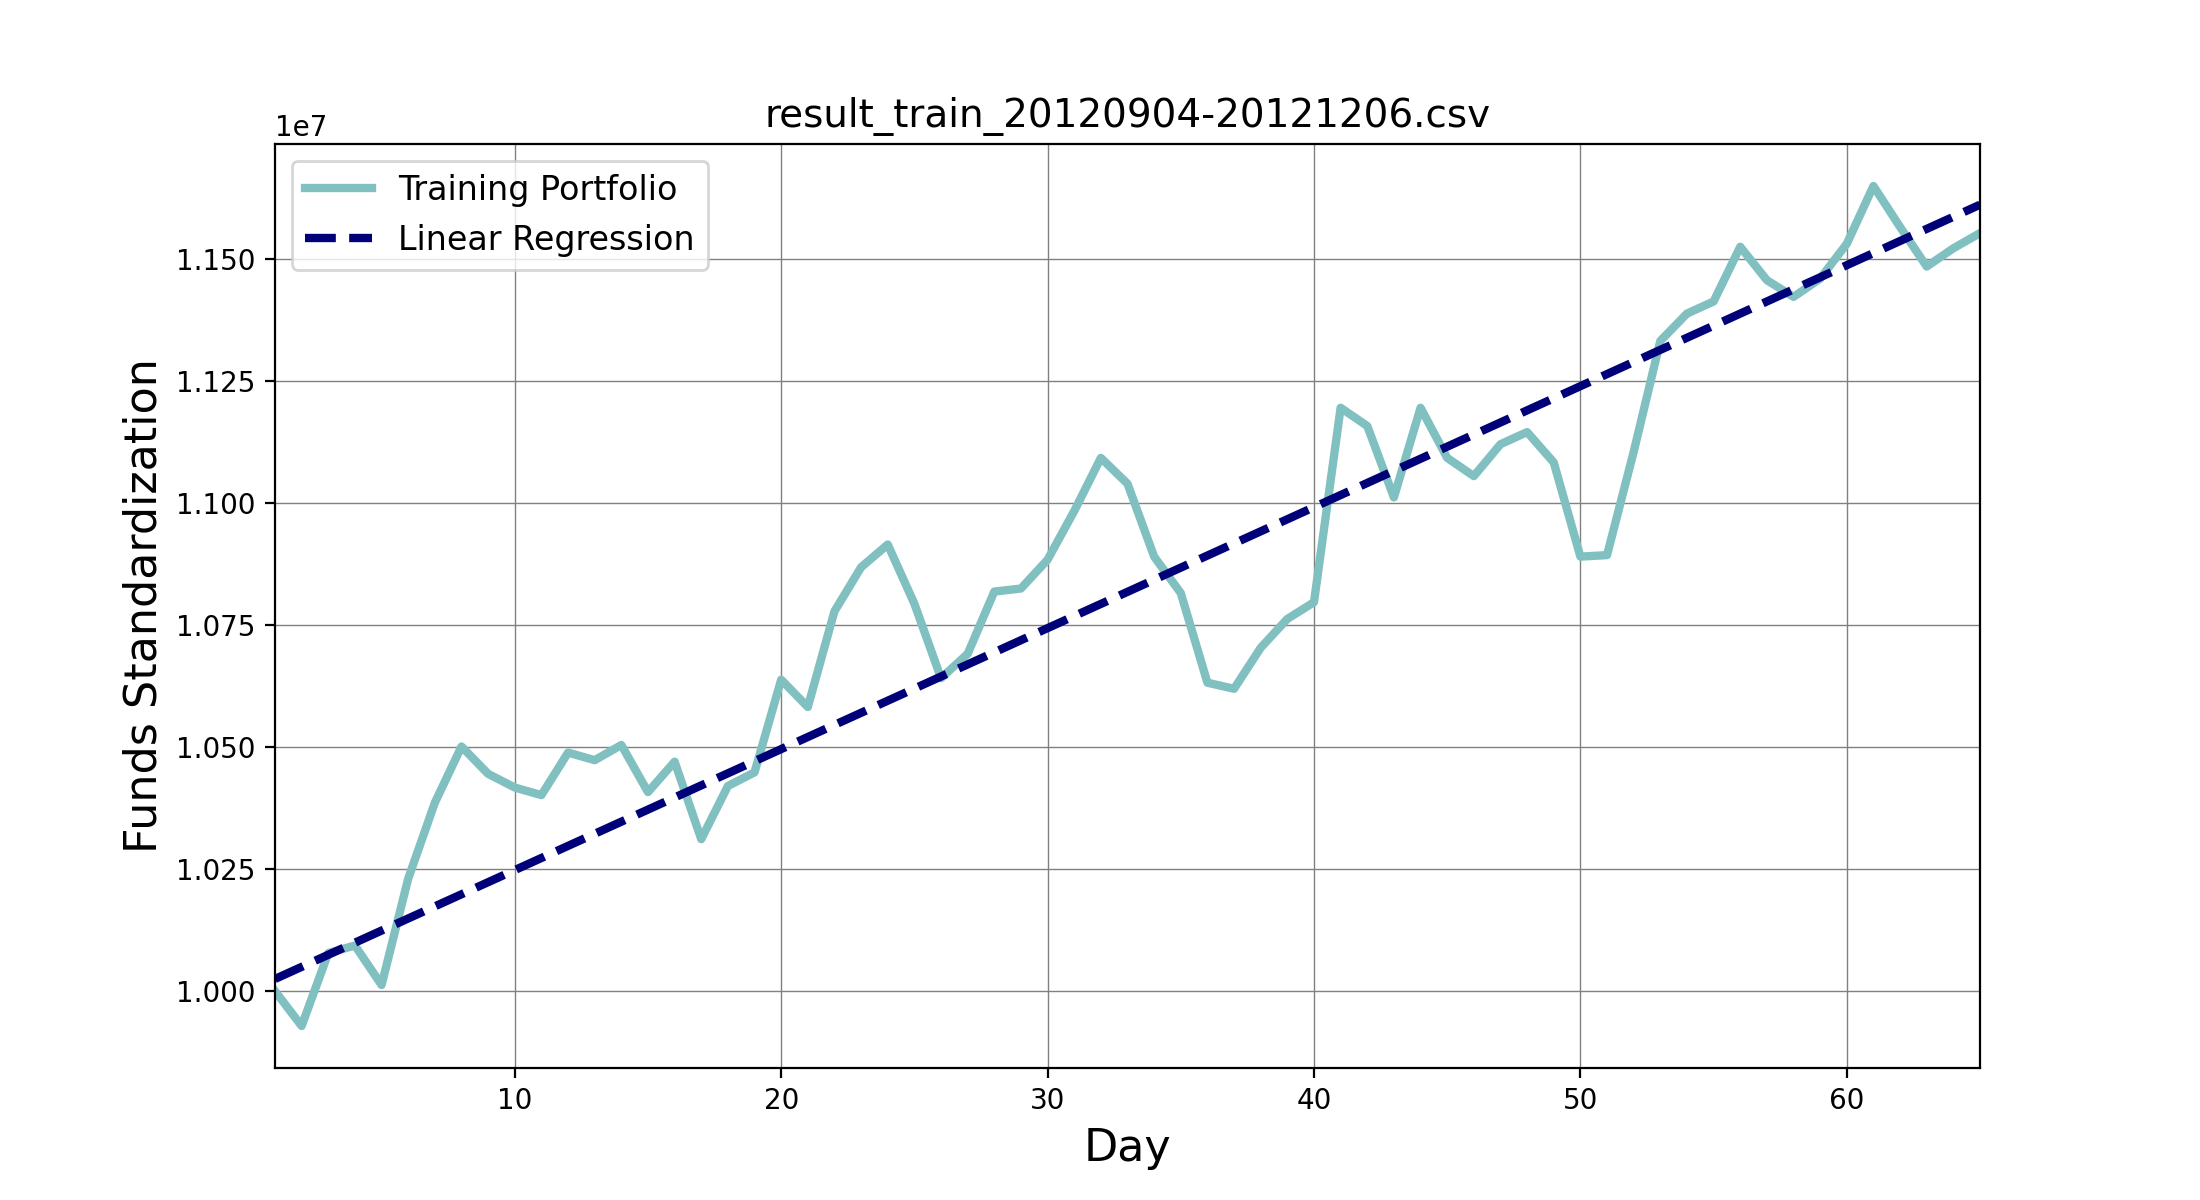 result_train_20120904-20121206.csv
1e7
Training Portfolio
Linear Regression
1.150
1.125
1.100
1.075
1.050
1.025
1.000
Funds Standardization
10 20 30 40 50 60
Day